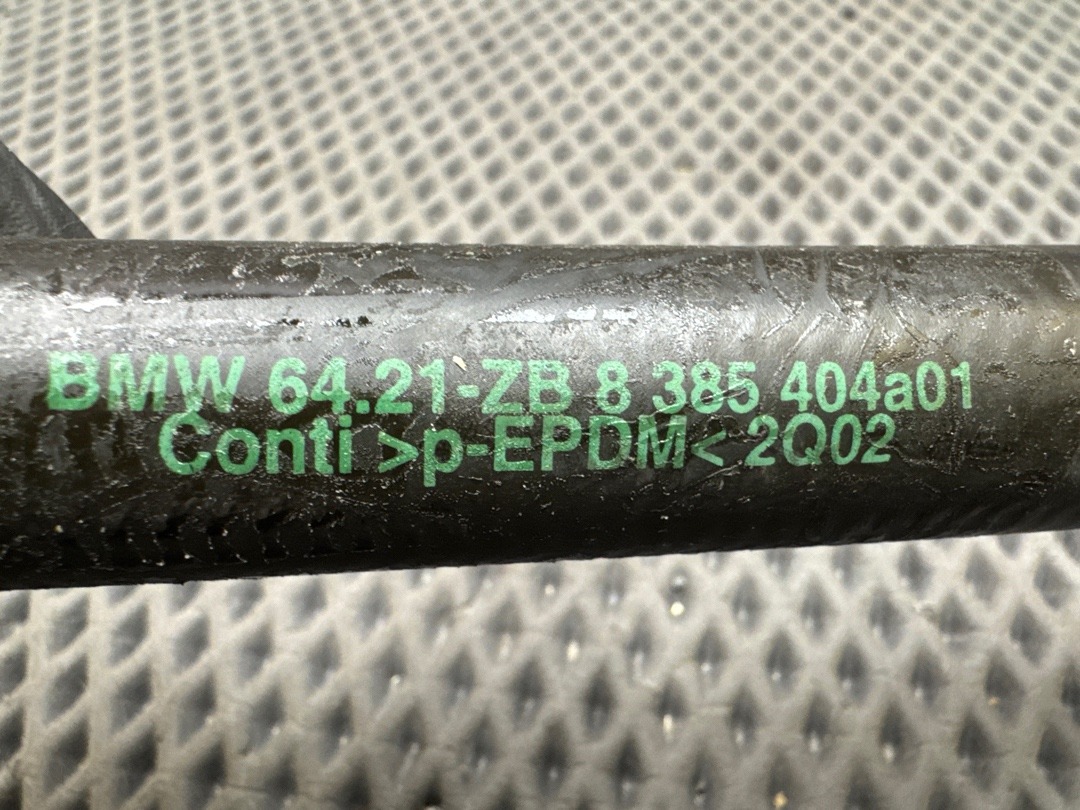 BMW 64.21-ZB 8 385 404a01
Conti >p-EPDM< 2Q02